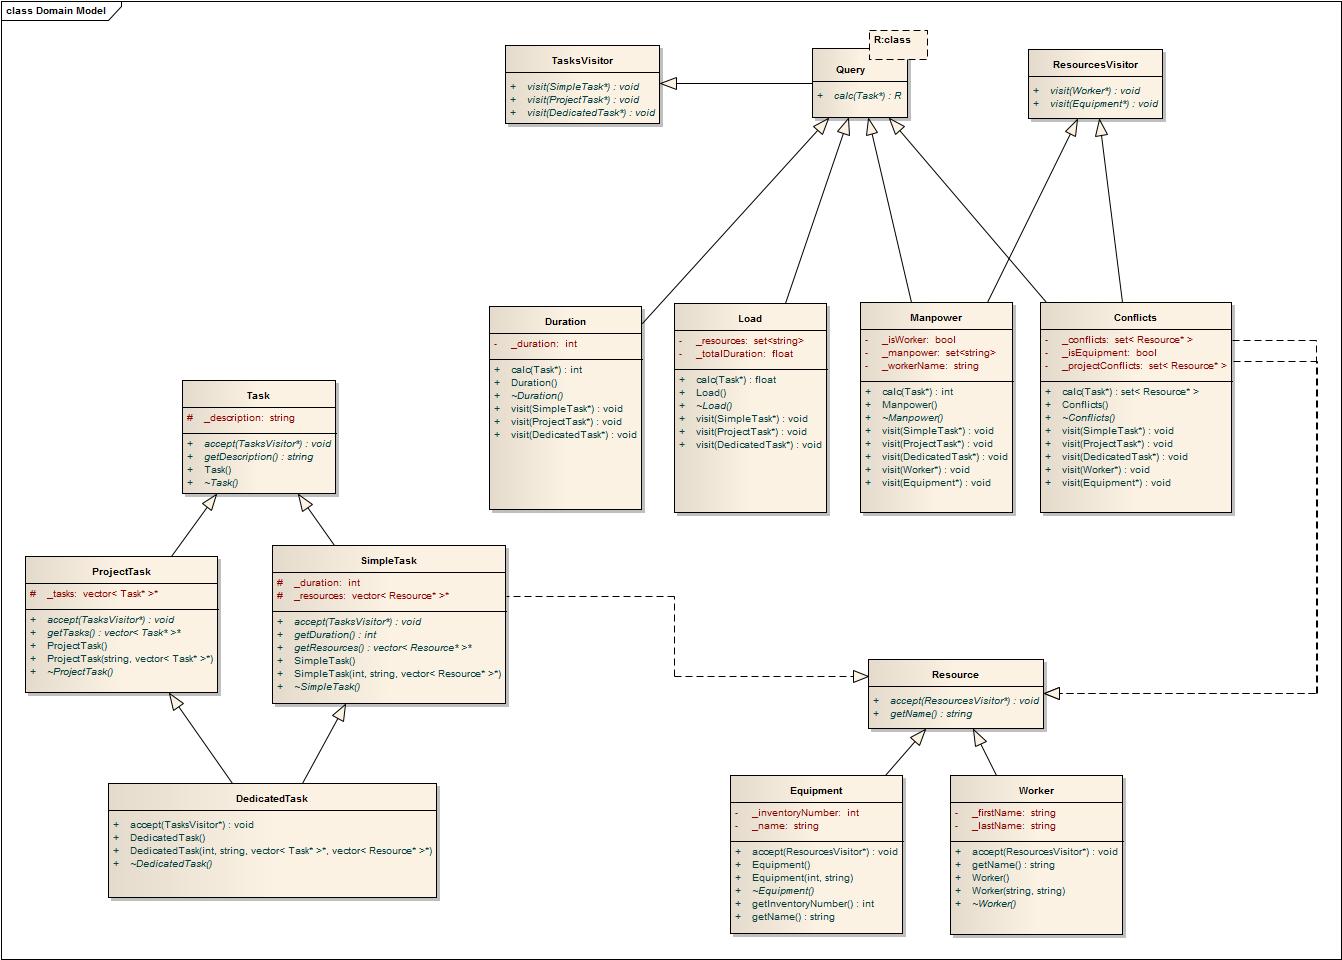 class Domain Model
TasksVisitor
+ visit(SimpleTask*) : void
+ visit(ProjectTask*) : void
+ visit(DedicatedTask*) : void
R:class
Query
+ calc(Task*) : R
ResourcesVisitor
+ visit(Worker*) : void
+ visit(Equipment*) : void
Duration
- _duration: int
+ calc(Task*) : int
+ Duration()
+ ~Duration()
+ visit(SimpleTask*) : void
+ visit(ProjectTask*) : void
+ visit(DedicatedTask*) : void
Load
- _resources: set<string>
- _totalDuration: float
+ calc(Task*) : float
+ Load()
+ ~Load()
+ visit(SimpleTask*) : void
+ visit(ProjectTask*) : void
+ visit(DedicatedTask*) : void
Manpower
- _isWorker: bool
- _manpower: set<string>
- _workerName: string
+ calc(Task*) : int
+ Manpower()
+ ~Manpower()
+ visit(SimpleTask*) : void
+ visit(ProjectTask*) : void
+ visit(DedicatedTask*) : void
+ visit(Worker*) : void
+ visit(Equipment*) : void
Conflicts
- _conflicts: set< Resource* >
- _isEquipment: bool
- _projectConflicts: set< Resource* >
+ calc(Task*) : set< Resource* >
+ Conflicts()
+ ~Conflicts()
+ visit(SimpleTask*) : void
+ visit(ProjectTask*) : void
+ visit(DedicatedTask*) : void
+ visit(Worker*) : void
+ visit(Equipment*) : void
Task
# _description: string
+ accept(TasksVisitor*) : void
+ getDescription() : string
+ Task()
+ ~Task()
ProjectTask
# _tasks: vector< Task* >*
+ accept(TasksVisitor*) : void
+ getTasks() : vector< Task* >*
+ ProjectTask()
+ ProjectTask(string, vector< Task* >*)
+ ~ProjectTask()
SimpleTask
# _duration: int
# _resources: vector< Resource* >*
+ accept(TasksVisitor*) : void
+ getDuration() : int
+ getResources() : vector< Resource* >*
+ SimpleTask()
+ SimpleTask(int, string, vector< Resource* >*)
+ ~SimpleTask()
Resource
+ accept(ResourcesVisitor*) : void
+ getName() : string
DedicatedTask
+ accept(TasksVisitor*) : void
+ DedicatedTask()
+ DedicatedTask(int, string, vector< Task* >*, vector< Resource* >*)
+ ~DedicatedTask()
Equipment
- _inventoryNumber: int
- _name: string
+ accept(ResourcesVisitor*) : void
+ Equipment()
+ Equipment(int, string)
+ ~Equipment()
+ getInventoryNumber() : int
+ getName() : string
Worker
- _firstName: string
- _lastName: string
+ accept(ResourcesVisitor*) : void
+ getName() : string
+ Worker()
+ Worker(string, string)
+ ~Worker()